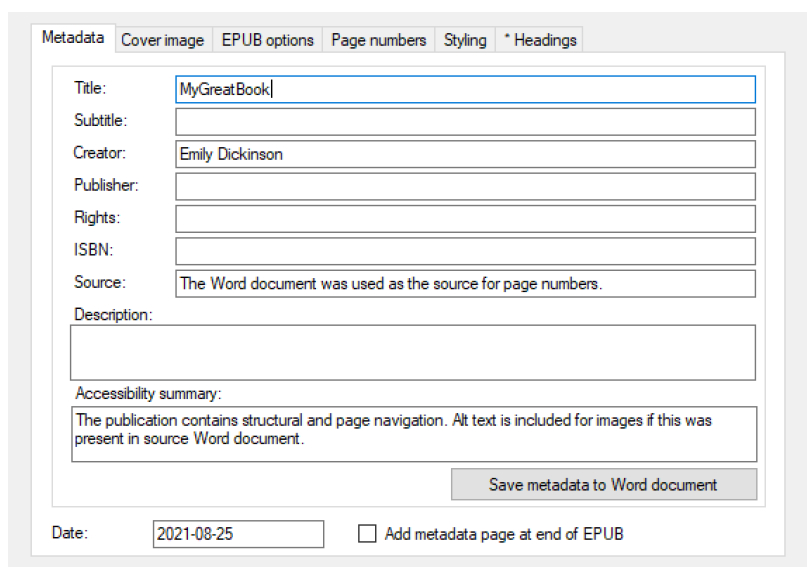 Metadata Cover image EPUB options Page numbers Styling * Headings
Title: MyGreatBook
Subtitle:
Creator: Emily Dickinson
Publisher:
Rights:
ISBN:
Source: The Word document was used as the source for page numbers.
Description:
Accessibility summary:
The publication contains structural and page navigation. Alt text is included for images if this was
present in source Word document.
Save metadata to Word document
Date: 2021-08-25 Add metadata page at end of EPUB